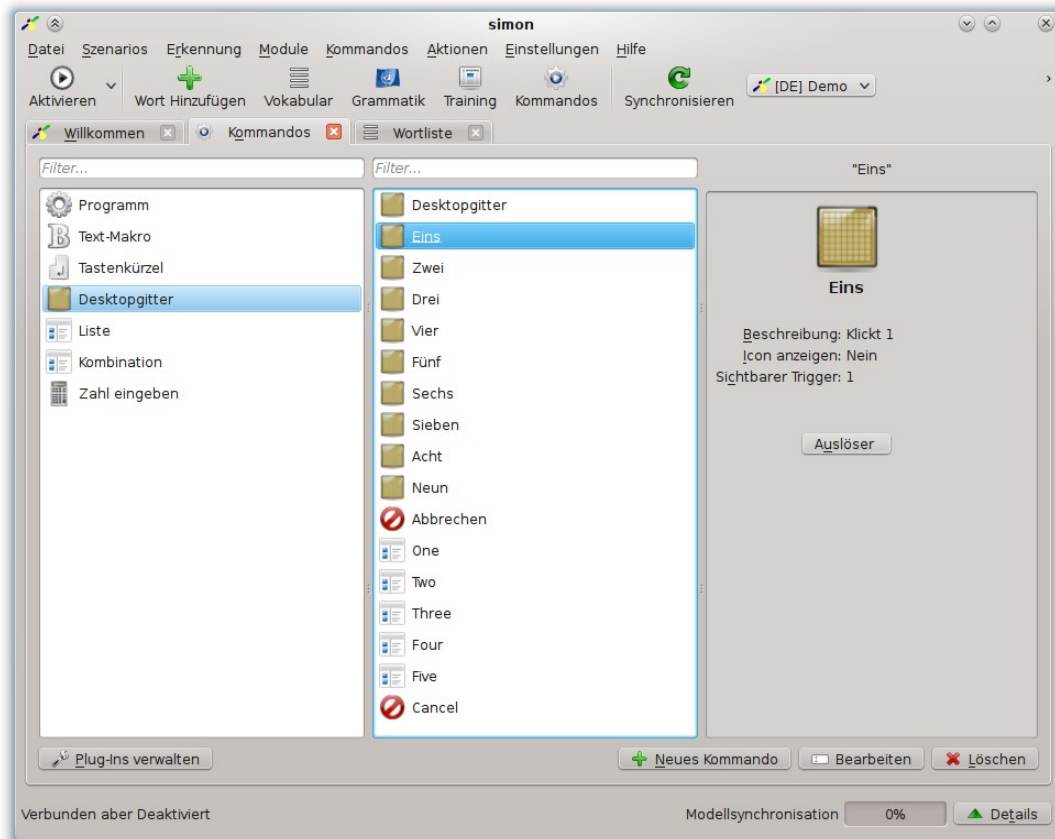 simon
Datei Szenarios Erkennung Module Kommandos Aktionen Einstellungen Hilfe
Aktivieren Wort Hinzufügen Vokabular Grammatik Training Kommandos Synchronisieren [DE] Demo
Willkommen Kommandos Wortliste
Filter... Filter... "Eins"
Programm
Text-Makro
Tastenkürzel
Desktopgitter
Liste
Kombination
Zahl eingeben
Desktopgitter
Eins
Zwei
Drei
Vier
Fünf
Sechs
Sieben
Acht
Neun
Abbrechen
One
Two
Three
Four
Five
Cancel
Eins
Beschreibung: Klickt 1
Icon anzeigen: Nein
Sichtbarer Trigger: 1
Auslöser
Plug-Ins verwalten Neues Kommando Bearbeiten Löschen
Verbunden aber Deaktiviert Modellsynchronisation 0% Details